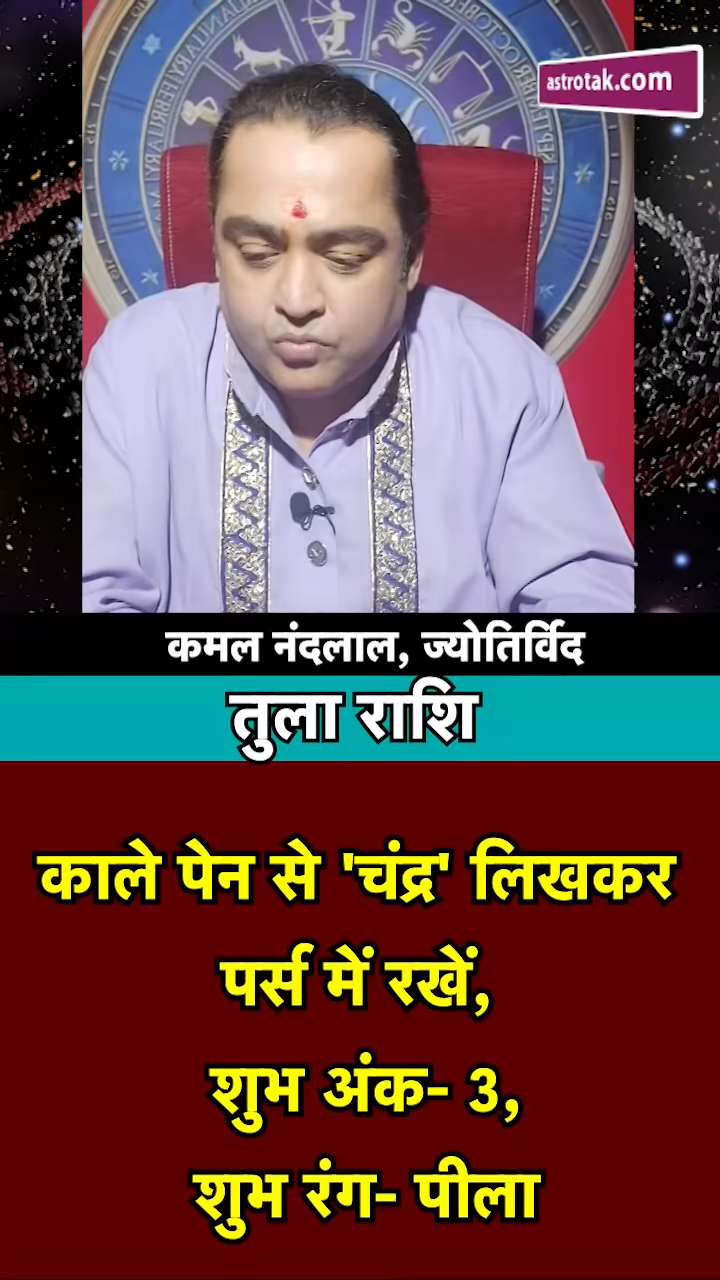 astrotak.com
कमल नंदलाल, ज्योतिर्विद
तुला राशि
काले पेन से 'चंद्र' लिखकर
पर्स में रखें,
शुभ अंक- 3,
शुभ रंग- पीला